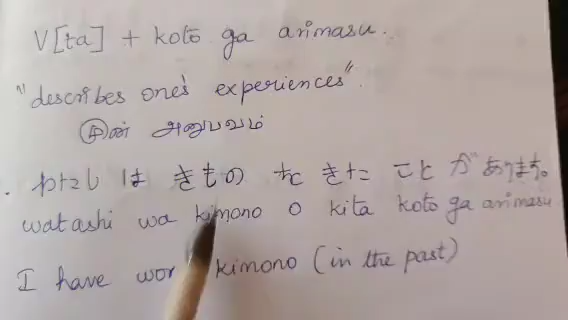 V[ta] + koto ga arimasu.
"describes one's experiences"
அனுபவம்
. わたし は きもの を きた こと が あります。
watashi wa kimono o kita koto ga arimasu
I have kimono (in the past)